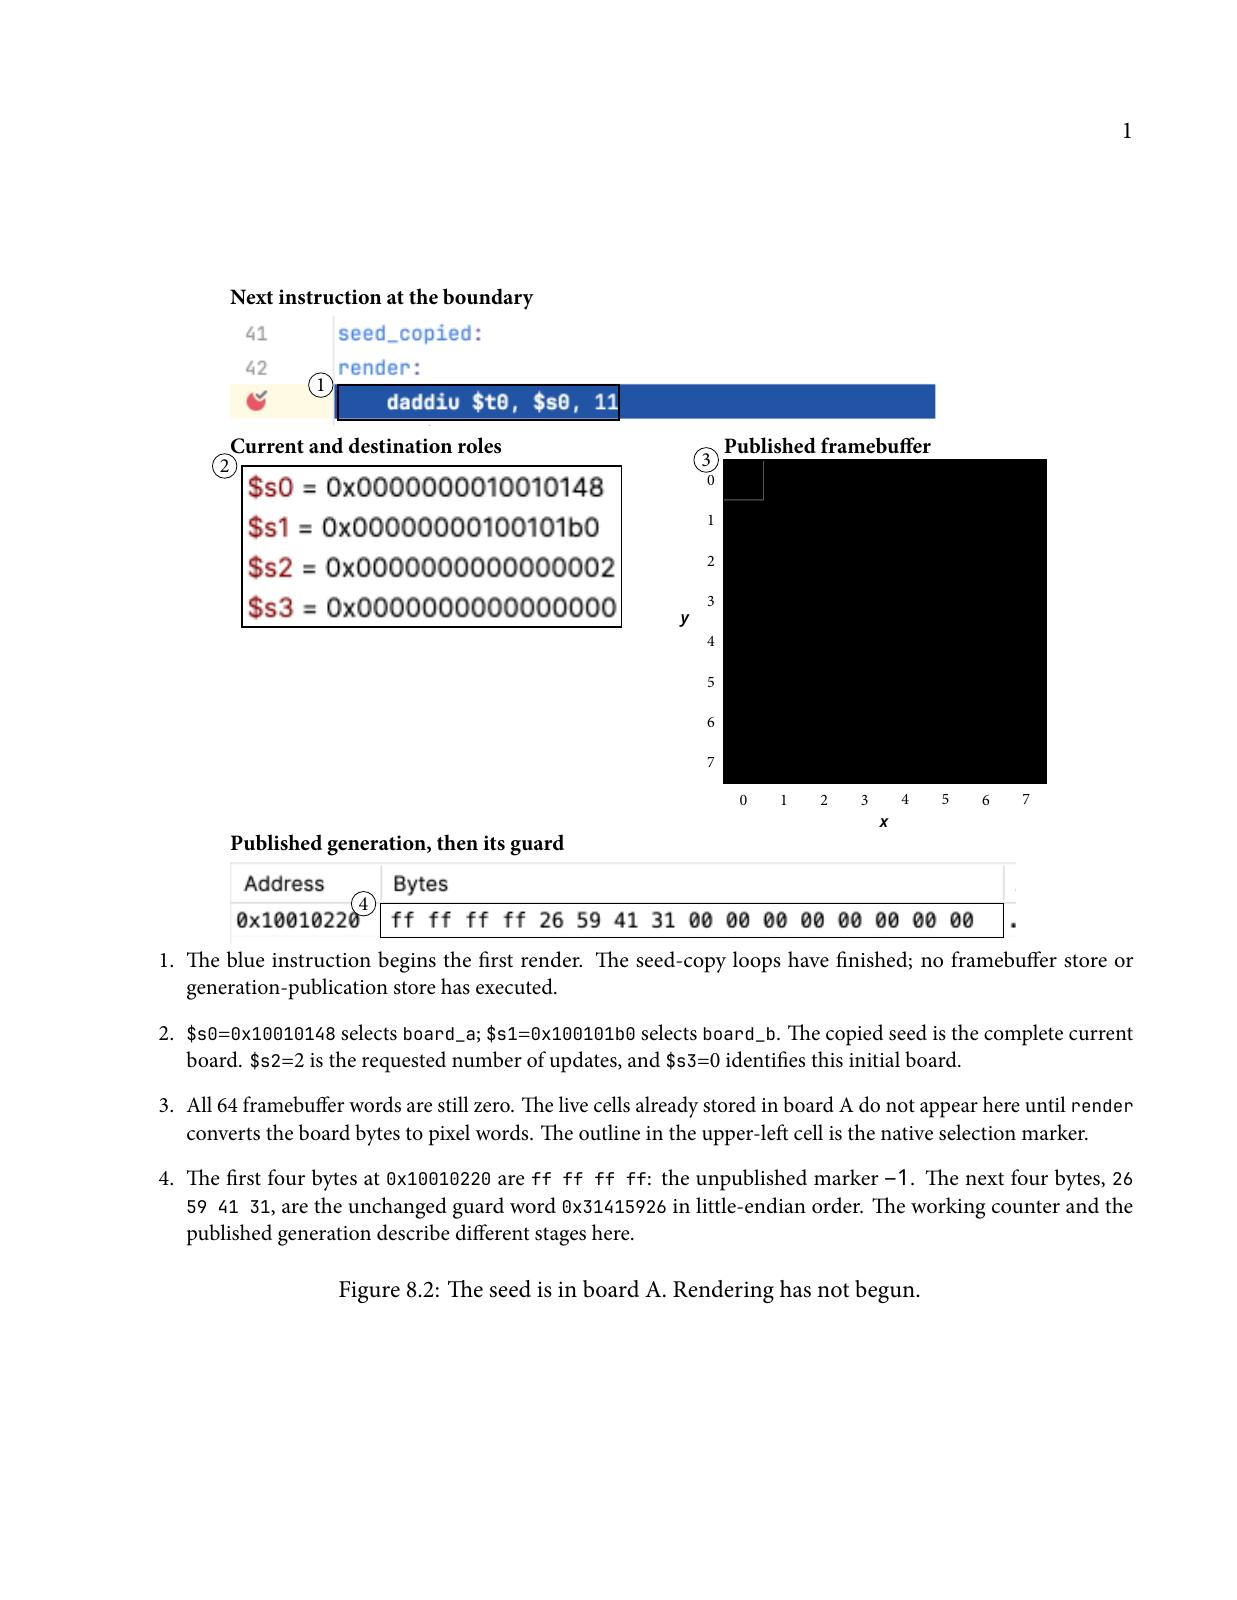 1
Next instruction at the boundary
41 seed_copied:
42 render:
1 daddiu $t0, $s0, 11
Current and destination roles
2
$s0 = 0x0000000010010148
$s1 = 0x00000000100101b0
$s2 = 0x0000000000000002
$s3 = 0x0000000000000000
Published framebuffer
3
0
1
2
3
y
4
5
6
7
0 1 2 3 4 5 6 7
x
Published generation, then its guard
Address Bytes
4
0x10010220 ff ff ff ff 26 59 41 31 00 00 00 00 00 00 00 00 .
1. The blue instruction begins the first render. The seed-copy loops have finished; no framebuffer store or
generation-publication store has executed.
2. $s0=0x10010148 selects board_a; $s1=0x100101b0 selects board_b. The copied seed is the complete current
board. $s2=2 is the requested number of updates, and $s3=0 identifies this initial board.
3. All 64 framebuffer words are still zero. The live cells already stored in board A do not appear here until render
converts the board bytes to pixel words. The outline in the upper-left cell is the native selection marker.
4. The first four bytes at 0x10010220 are ff ff ff ff: the unpublished marker −1. The next four bytes, 26
59 41 31, are the unchanged guard word 0x31415926 in little-endian order. The working counter and the
published generation describe different stages here.
Figure 8.2: The seed is in board A. Rendering has not begun.